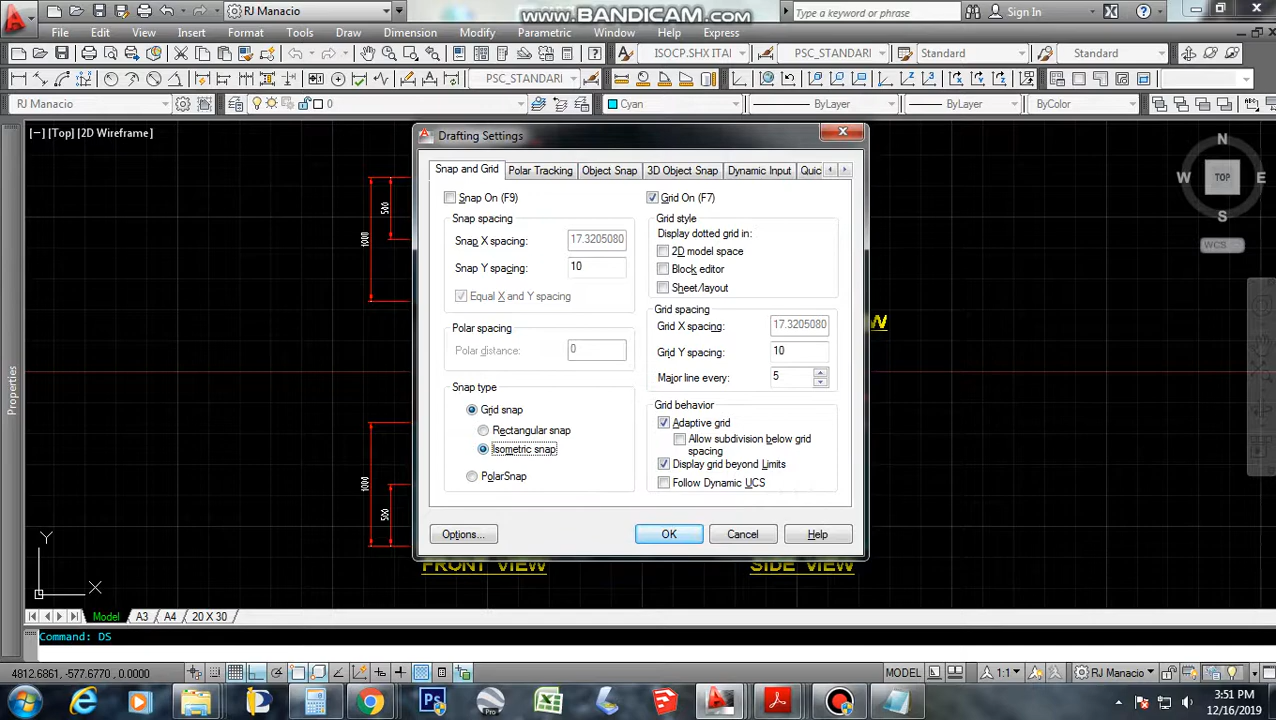 RJ Manacio
www.BANDICAM.com
Type a keyword or phrase
Sign In
File Edit View Insert Format Tools Draw Dimension Modify Parametric Window Help Express
ISOCP.SHX ITAI
PSC_STANDARI
Standard
Standard
PSC_STANDARI
RJ Manacio
0
Cyan
ByLayer
ByLayer
ByColor
[−] [Top] [2D Wireframe]
Drafting Settings
N
W TOP E
S
WCS
Snap and Grid Polar Tracking Object Snap 3D Object Snap Dynamic Input Quic
Snap On (F9)
Snap spacing
Snap X spacing: 17.3205080
Snap Y spacing: 10
Equal X and Y spacing
Polar spacing
Polar distance: 0
Snap type
Grid snap
Rectangular snap
Isometric snap
PolarSnap
Grid On (F7)
Grid style
Display dotted grid in:
2D model space
Block editor
Sheet/layout
Grid spacing
Grid X spacing: 17.3205080
Grid Y spacing: 10
Major line every: 5
Grid behavior
Adaptive grid
Allow subdivision below grid
spacing
Display grid beyond Limits
Follow Dynamic UCS
Options... OK Cancel Help
500
1000
1000
500
W
Y
X
FRONT VIEW
SIDE VIEW
Properties
Model A3 A4 20 X 30
Command: DS
4812.6861, -577.6770, 0.0000
MODEL
1:1
RJ Manacio
Ps
Pro
3:51 PM
12/16/2019